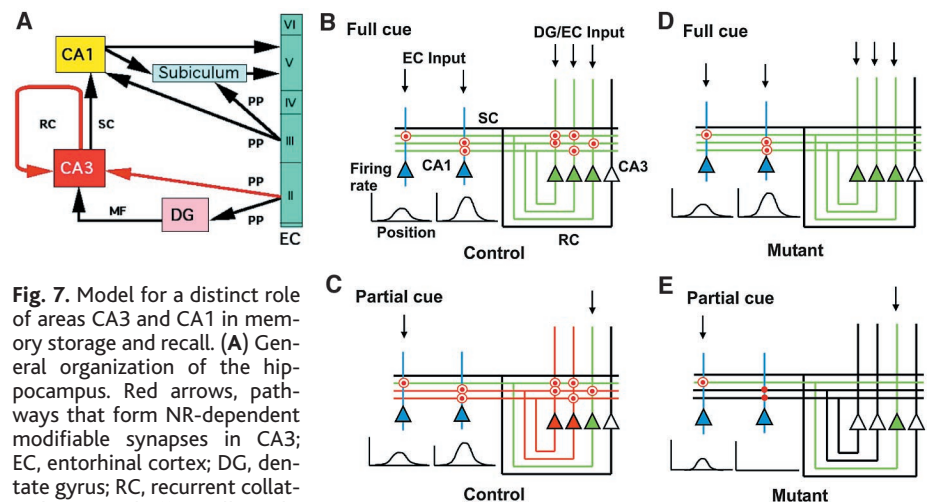 A
VI
CA1
V
Subiculum
IV
PP
RC
SC
III
PP
CA3
PP
II
MF
DG
PP
EC
B
Full cue
DG/EC Input
EC Input
SC
CA1
CA3
Firing
rate
Position
RC
Control
D
Full cue
Mutant
C
Partial cue
Control
E
Partial cue
Mutant
Fig. 7. Model for a distinct role
of areas CA3 and CA1 in mem-
ory storage and recall. (A) Gen-
eral organization of the hip-
pocampus. Red arrows, path-
ways that form NR-dependent
modifiable synapses in CA3;
EC, entorhinal cortex; DG, den-
tate gyrus; RC, recurrent collat-